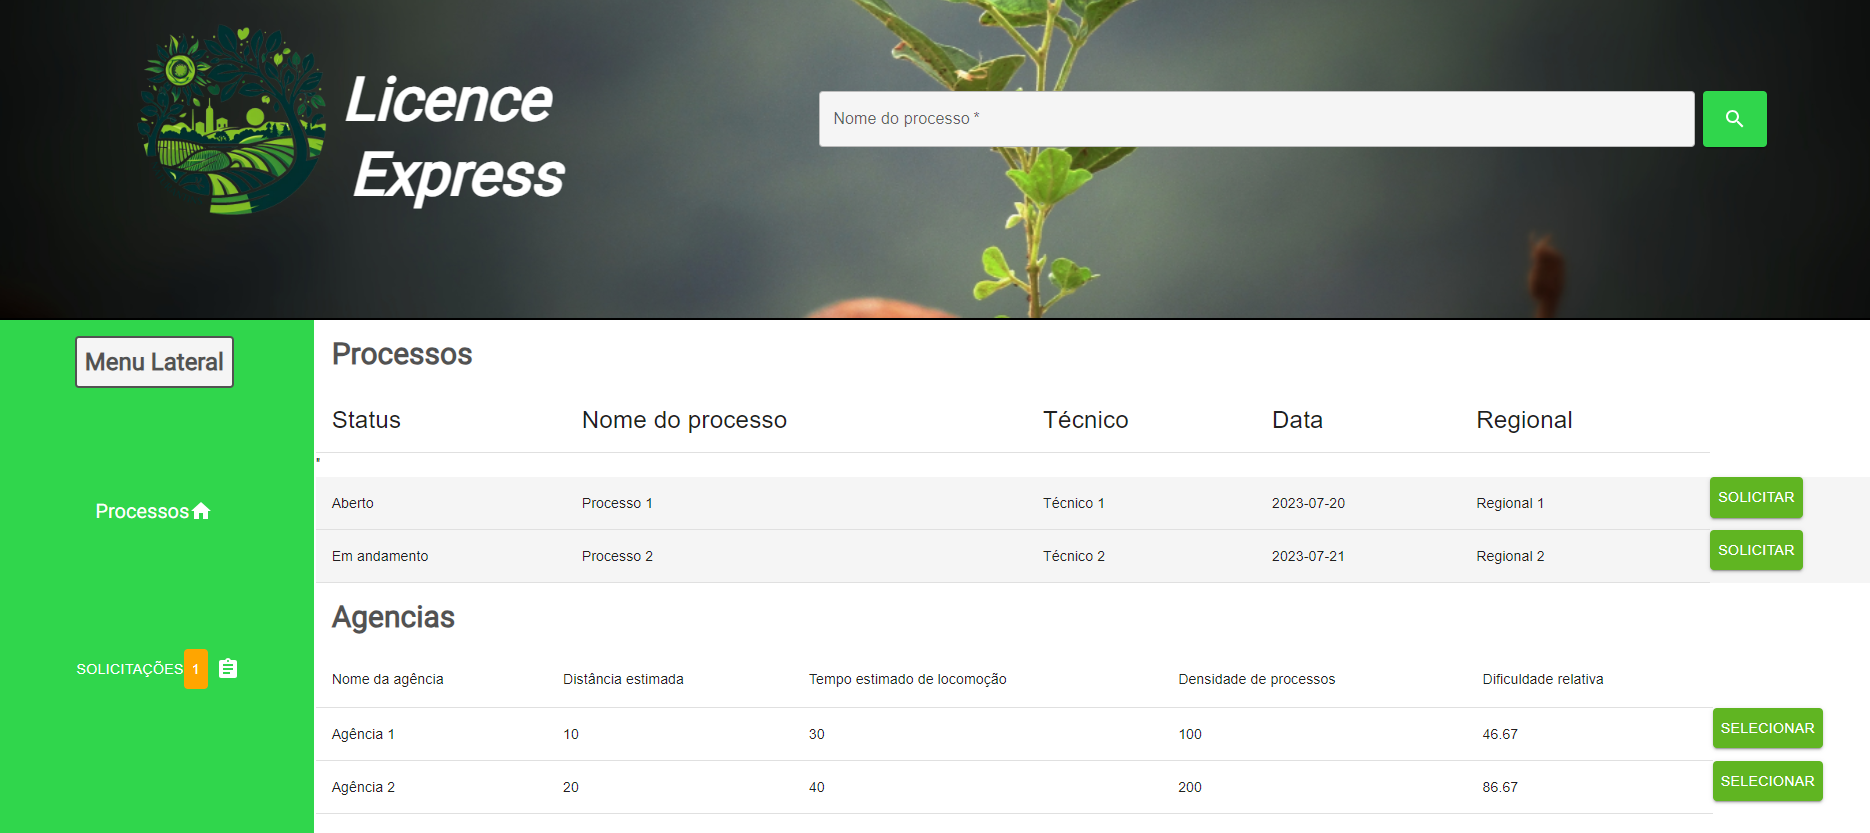 Licence
Express
Nome do processo *
Menu Lateral
Processos
SOLICITAÇÕES 1
Processos
Status Nome do processo Técnico Data Regional
Aberto Processo 1 Técnico 1 2023-07-20 Regional 1 SOLICITAR
Em andamento Processo 2 Técnico 2 2023-07-21 Regional 2 SOLICITAR
Agencias
Nome da agência Distância estimada Tempo estimado de locomoção Densidade de processos Dificuldade relativa
Agência 1 10 30 100 46.67 SELECIONAR
Agência 2 20 40 200 86.67 SELECIONAR